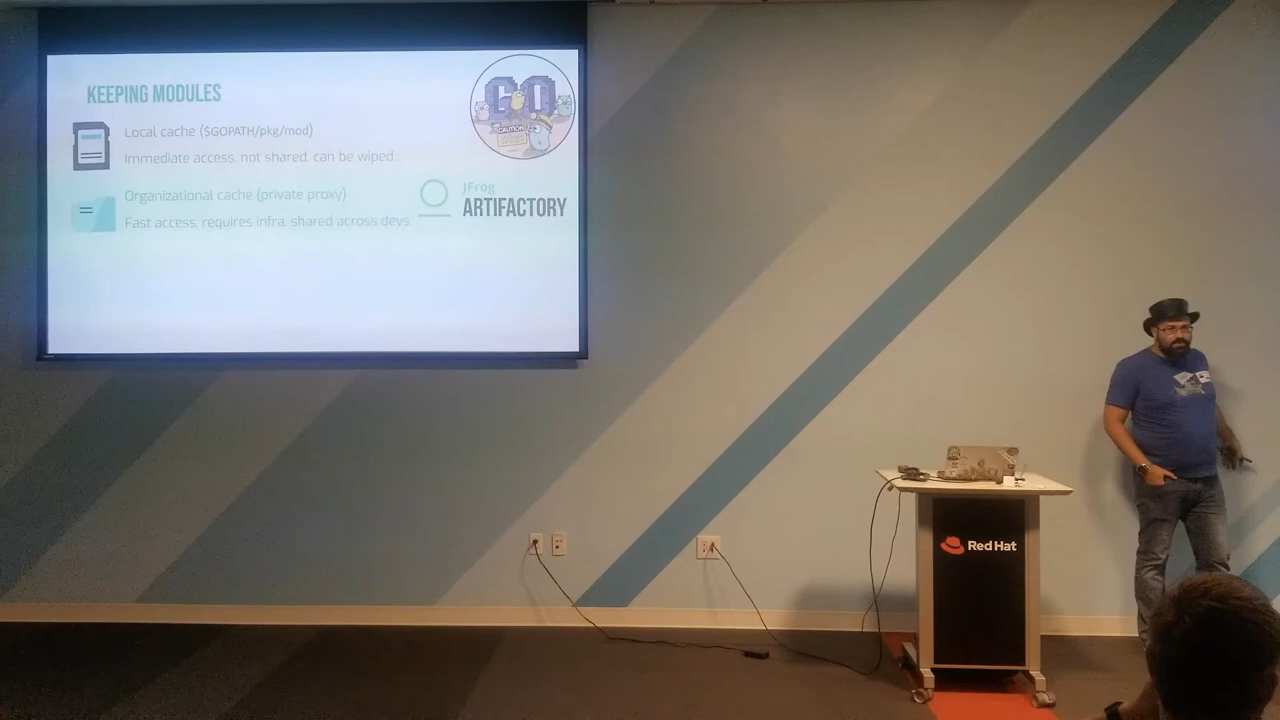 KEEPING MODULES
Local cache ($GOPATH/pkg/mod)
Immediate access, not shared, can be wiped...
Organizational cache (private proxy)
Fast access, requires infra, shared across devs
GO
CAUTION
JFrog
ARTIFACTORY
Red Hat